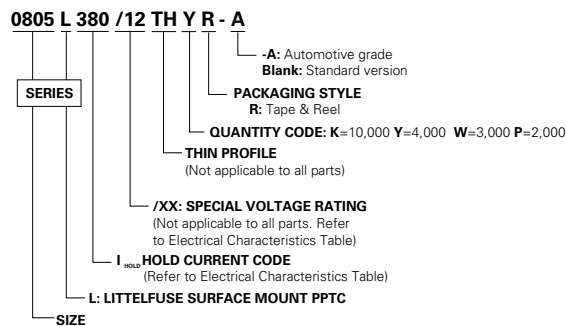 0805 L 380 /12 TH Y R - A
-A: Automotive grade
Blank: Standard version
SERIES
PACKAGING STYLE
R: Tape & Reel
QUANTITY CODE: K=10,000 Y=4,000 W=3,000 P=2,000
THIN PROFILE
(Not applicable to all parts)
/XX: SPECIAL VOLTAGE RATING
(Not applicable to all parts. Refer
to Electrical Characteristics Table)
I HOLD HOLD CURRENT CODE
(Refer to Electrical Characteristics Table)
L: LITTELFUSE SURFACE MOUNT PPTC
SIZE